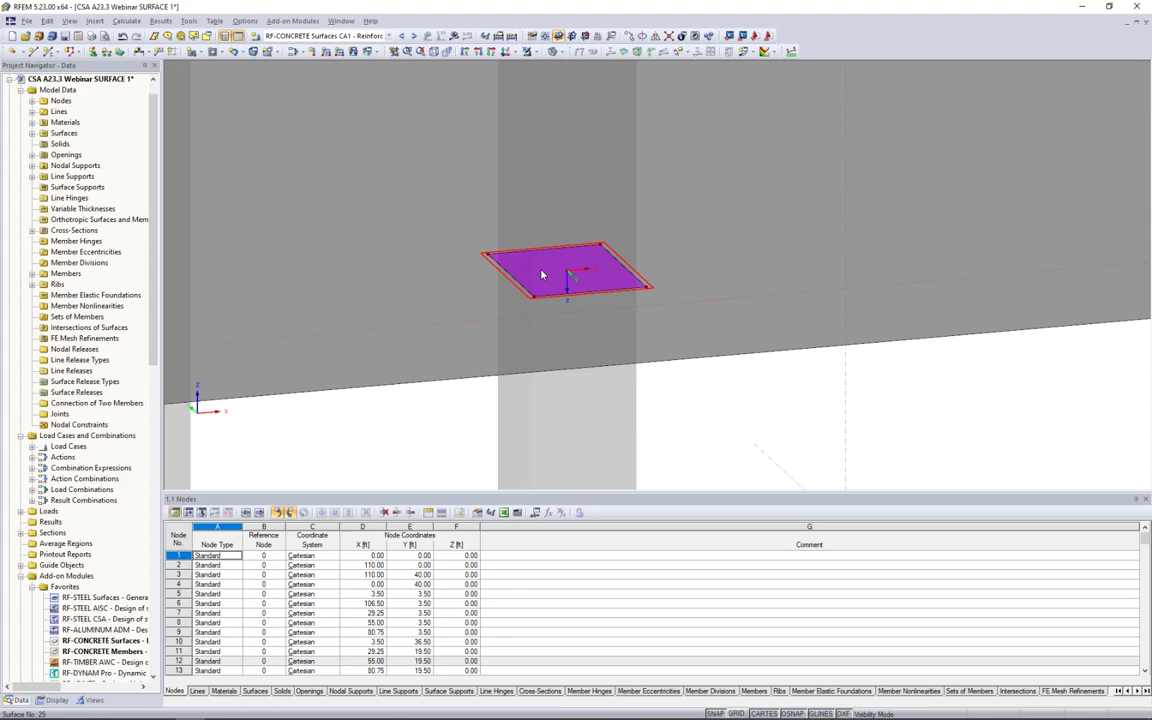 RFEM 5.23.00 x64 - [CSA A23.3 Webinar SURFACE 1*]
File Edit View Insert Calculate Results Tools Table Options Add-on Modules Window Help
RF-CONCRETE Surfaces CA1 - Reinforc
Project Navigator - Data
CSA A23.3 Webinar SURFACE 1*
Model Data
Nodes
Lines
Materials
Surfaces
Solids
Openings
Nodal Supports
Line Supports
Surface Supports
Line Hinges
Variable Thicknesses
Orthotropic Surfaces and Mem
Cross-Sections
Member Hinges
Member Eccentricities
Member Divisions
Members
Ribs
Member Elastic Foundations
Member Nonlinearities
Sets of Members
Intersections of Surfaces
FE Mesh Refinements
Nodal Releases
Line Release Types
Line Releases
Surface Release Types
Surface Releases
Connection of Two Members
Joints
Nodal Constraints
Load Cases and Combinations
Load Cases
Actions
Combination Expressions
Action Combinations
Load Combinations
Result Combinations
Loads
Results
Sections
Average Regions
Printout Reports
Guide Objects
Add-on Modules
Favorites
RF-STEEL Surfaces - Genera
RF-STEEL AISC - Design of s
RF-STEEL CSA - Design of st
RF-ALUMINUM ADM - Des
RF-CONCRETE Surfaces - 
RF-CONCRETE Members - 
RF-TIMBER AWC - Design o
RF-DYNAM Pro - Dynamic
Data Display Views
Z
X
z
1.1 Nodes
A B C D E F G
Node No. Node Type Reference Node Coordinate System Node Coordinates X [ft] Y [ft] Z [ft] Comment
1 Standard 0 Cartesian 0.00 0.00 0.00
2 Standard 0 Cartesian 110.00 0.00 0.00
3 Standard 0 Cartesian 110.00 40.00 0.00
4 Standard 0 Cartesian 0.00 40.00 0.00
5 Standard 0 Cartesian 3.50 3.50 0.00
6 Standard 0 Cartesian 106.50 3.50 0.00
7 Standard 0 Cartesian 29.25 3.50 0.00
8 Standard 0 Cartesian 55.00 3.50 0.00
9 Standard 0 Cartesian 80.75 3.50 0.00
10 Standard 0 Cartesian 3.50 36.50 0.00
11 Standard 0 Cartesian 29.25 19.50 0.00
12 Standard 0 Cartesian 55.00 19.50 0.00
13 Standard 0 Cartesian 80.75 19.50 0.00
Nodes Lines Materials Surfaces Solids Openings Nodal Supports Line Supports Surface Supports Line Hinges Cross-Sections Member Hinges Member Eccentricities Member Divisions Members Ribs Member Elastic Foundations Member Nonlinearities Sets of Members Intersections FE Mesh Refinements
Surface No. 25
SNAP GRID CARTES OSNAP GLINES DXF Visibility Mode